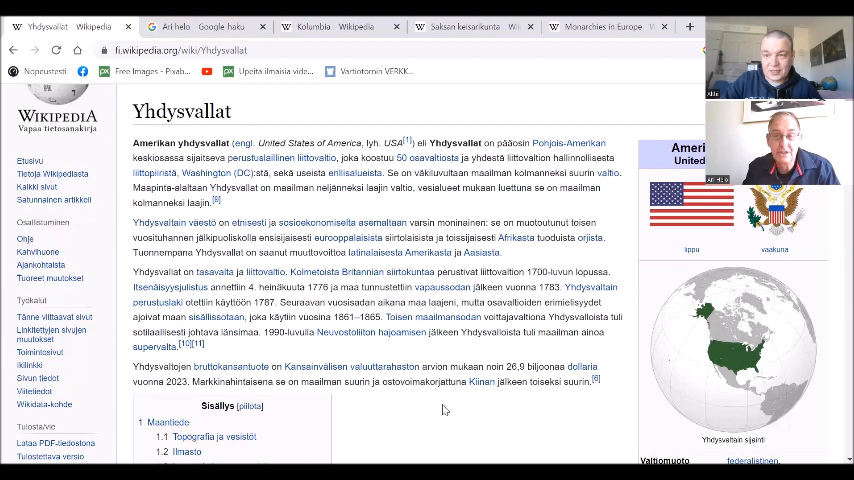 Yhdysvallat Wikipedia
Ari helo Google haku
Kolumbia Wikipedia
Saksan keisarikunta Wik
Monarchies in Europe W
fi.wikipedia.org/wiki/Yhdysvallat
Nopeustesti
Free Images - Pixab...
Upeita ilmaisia vide...
Vartiotornin VERKK...
Ahti
Ari Helo
WIKIPEDIA
Vapaa tietosanakirja
Etusivu
Tietoja Wikipediasta
Kaikki sivut
Satunnainen artikkeli
Osallistuminen
Ohje
Kahvihuone
Ajankohtaista
Tuoreet muutokset
Työkalut
Tänne viittaavat sivut
Linkitettyjen sivujen
muutokset
Toimintosivut
Ikilinkki
Sivun tiedot
Viitetiedot
Wikidata-kohde
Tulosta/vie
Lataa PDF-tiedostona
Tulostettava versio
Yhdysvallat
Amerikan yhdysvallat (engl. United States of America, lyh. USA[1]) eli Yhdysvallat on pääosin Pohjois-Amerikan
keskiosassa sijaitseva perustuslaillinen liittovaltio, joka koostuu 50 osavaltiosta ja yhdestä liittovaltion hallinnollisesta
liittopiiristä, Washington (DC):stä, sekä useista erillisalueista. Se on väkiluvultaan maailman kolmanneksi suurin valtio.
Maapinta-alaltaan Yhdysvallat on maailman neljänneksi laajin valtio, vesialueet mukaan luettuna se on maailman
kolmanneksi laajin.[9]
Yhdysvaltain väestö on etnisesti ja sosioekonomiselta asemaltaan varsin moninainen: se on muotoutunut toisen
vuosituhannen jälkipuoliskolla ensisijaisesti eurooppalaisista siirtolaisista ja toissijaisesti Afrikasta tuoduista orjista.
Tuonnempana Yhdysvallat on saanut muuttovoittoa latinalaisesta Amerikasta ja Aasiasta.
Yhdysvallat on tasavalta ja liittovaltio. Kolmetoista Britannian siirtokuntaa perustivat liittovaltion 1700-luvun lopussa.
Itsenäisyysjulistus annettiin 4. heinäkuuta 1776 ja maa tunnustettiin vapaussodan jälkeen vuonna 1783. Yhdysvaltain
perustuslaki otettiin käyttöön 1787. Seuraavan vuosisadan aikana maa laajeni, mutta osavaltioiden erimielisyydet
ajoivat maan sisällissotaan, joka käytiin vuosina 1861–1865. Toisen maailmansodan voittajavaltiona Yhdysvalloista tuli
sotilaallisesti johtava länsimaa. 1990-luvulla Neuvostoliiton hajoamisen jälkeen Yhdysvalloista tuli maailman ainoa
supervalta.[10][11]
Yhdysvaltojen bruttokansantuote on Kansainvälisen valuuttarahaston arvion mukaan noin 26,9 biljoonaa dollaria
vuonna 2023. Markkinahintaisena se on maailman suurin ja ostovoimakorjattuna Kiinan jälkeen toiseksi suurin.[6]
Sisällys [piilota]
1 Maantiede
1.1 Topografia ja vesistöt
1.2 Ilmasto
Ameri
United
lippu
vaakuna
Yhdysvaltain sijainti
Valtiomuoto federalistinen,